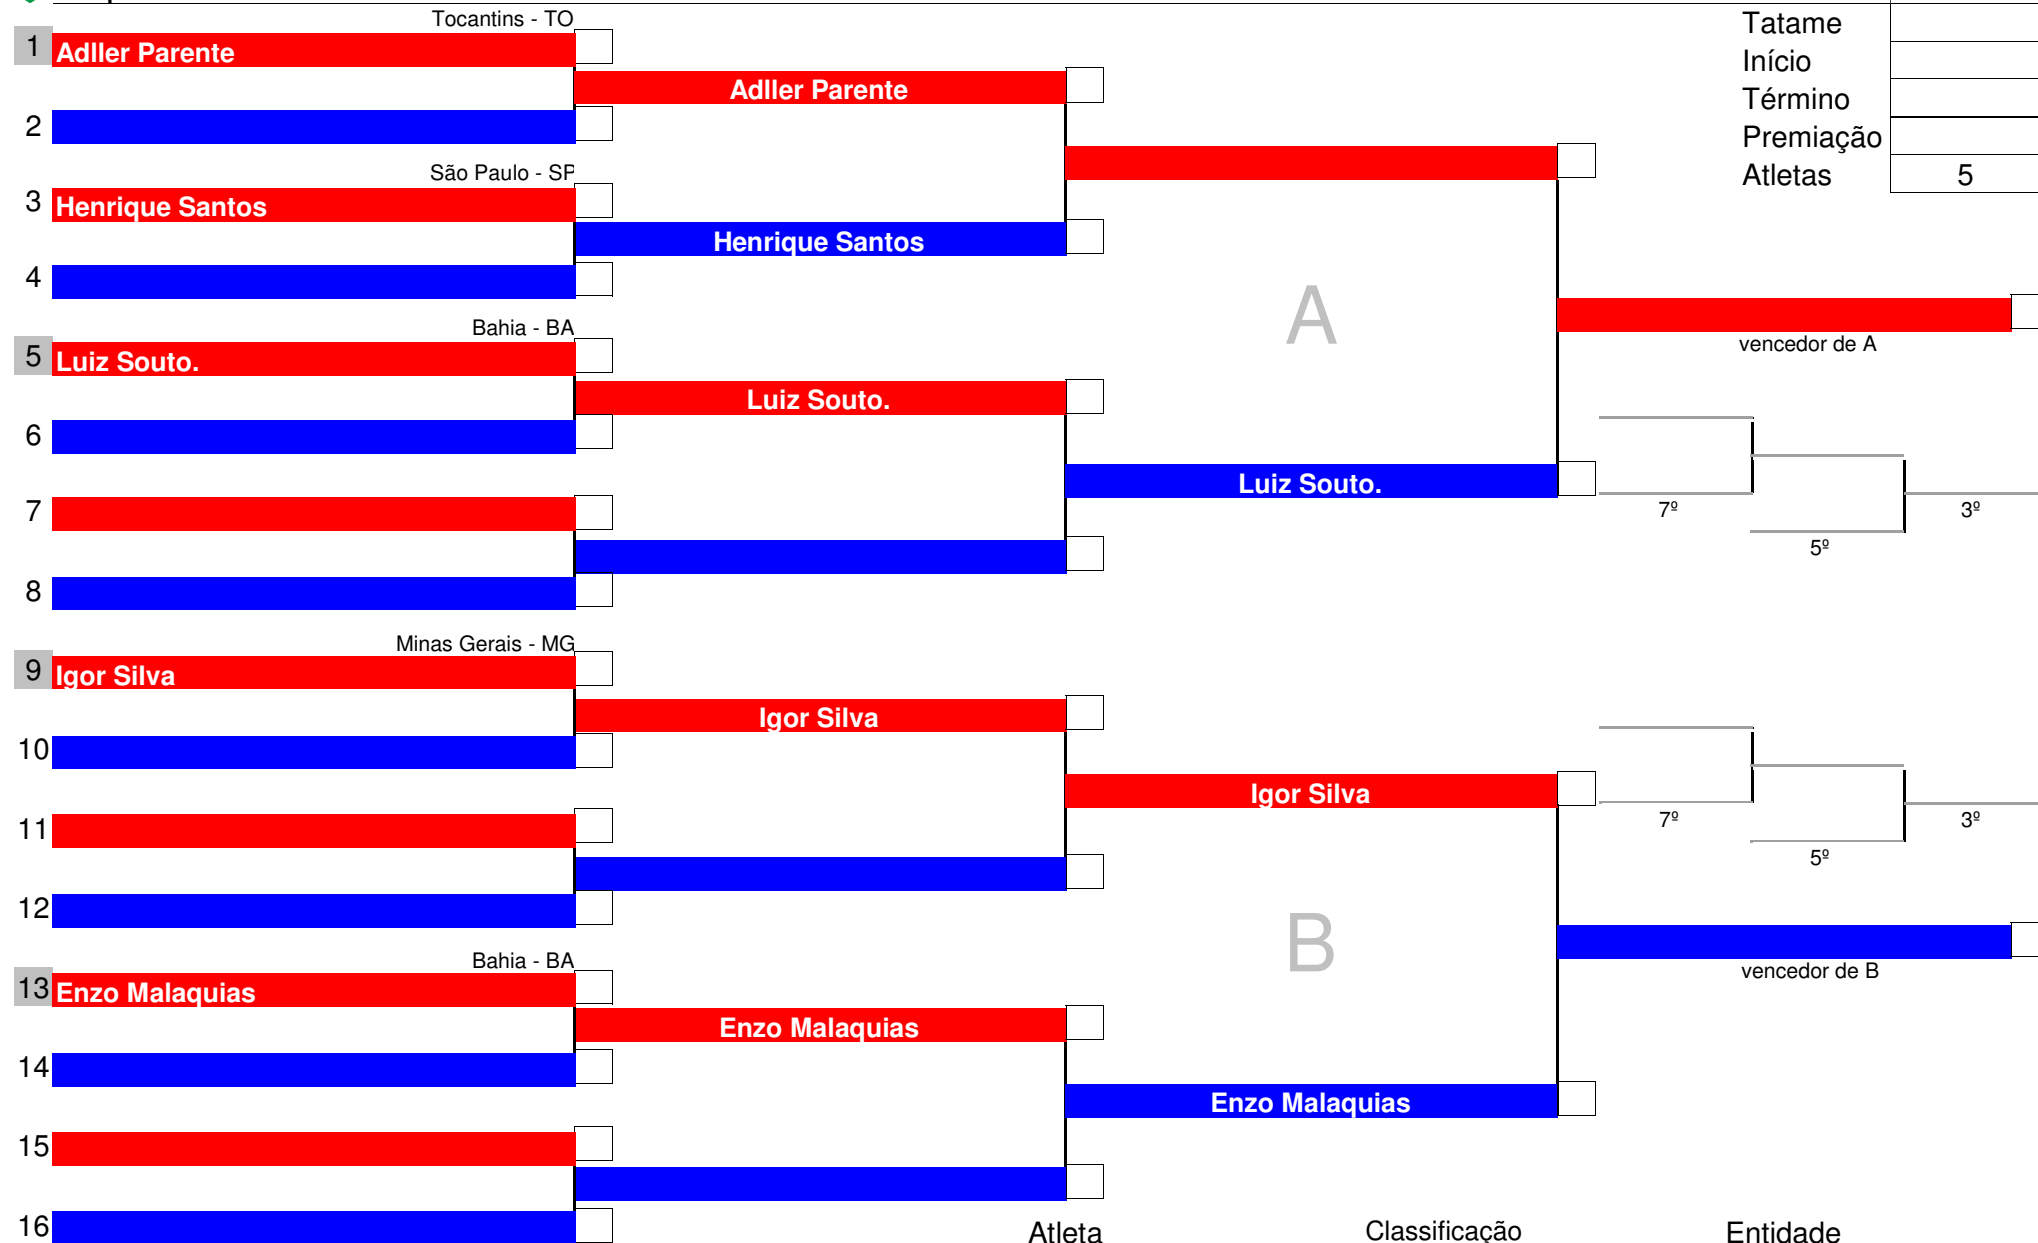 Tocantins - TO
Tatame
1 Adller Parente
Início
Adller Parente
Término
2
Premiação
São Paulo - SP
Atletas 5
3 Henrique Santos
Henrique Santos
4
A
Bahia - BA
vencedor de A
5 Luiz Souto.
Luiz Souto.
6
Luiz Souto.
7
7º 3º
5º
8
Minas Gerais - MG
9 Igor Silva
Igor Silva
10
Igor Silva
11
7º 3º
5º
12
B
Bahia - BA
vencedor de B
13 Enzo Malaquias
Enzo Malaquias
14
Enzo Malaquias
15
16
Atleta Classificação Entidade